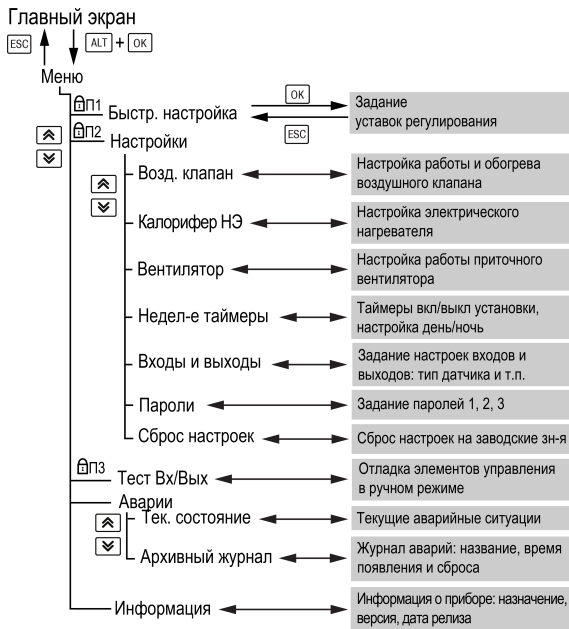 Главный экран
ESC ALT + OK
Меню
П1 Быстр. настройка OK ESC Задание
уставок регулирования
П2 Настройки
Возд. клапан Настройка работы и обогрева
воздушного клапана
Калорифер НЭ Настройка электрического
нагревателя
Вентилятор Настройка работы приточного
вентилятора
Недел-е таймеры Таймеры вкл/выкл установки,
настройка день/ночь
Входы и выходы Задание настроек входов и
выходов: тип датчика и т.п.
Пароли Задание паролей 1, 2, 3
Сброс настроек Сброс настроек на заводские зн-я
П3 Тест Вх/Вых Отладка элементов управления
в ручном режиме
Аварии
Тек. состояние Текущие аварийные ситуации
Архивный журнал Журнал аварий: название, время
появления и сброса
Информация Информация о приборе: назначение,
версия, дата релиза